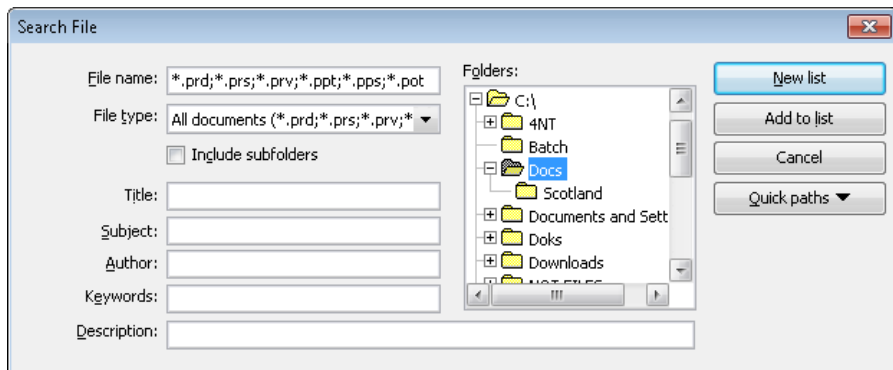 Search File
File name: *.prd;*.prs;*.prv;*.ppt;*.pps;*.pot
File type: All documents (*.prd;*.prs;*.prv;*
Include subfolders
Title:
Subject:
Author:
Keywords:
Description:
Folders:
C:\
4NT
Batch
Docs
Scotland
Documents and Sett
Doks
Downloads
New list
Add to list
Cancel
Quick paths